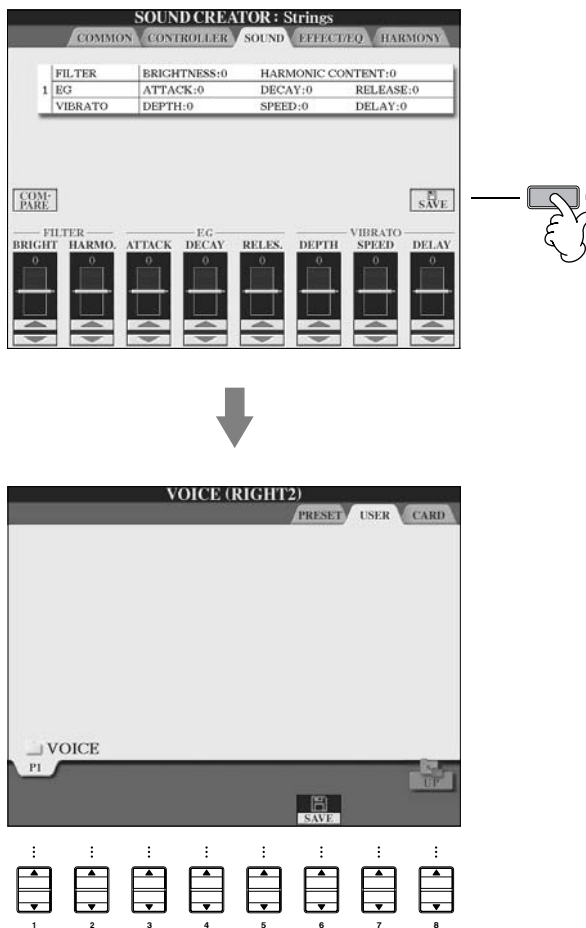 SOUND CREATOR : Strings
COMMON CONTROLLER SOUND EFFECT/EQ HARMONY
FILTER BRIGHTNESS:0 HARMONIC CONTENT:0
1 EG ATTACK:0 DECAY:0 RELEASE:0
VIBRATO DEPTH:0 SPEED:0 DELAY:0
COM-
PARE
SAVE
FILTER EG VIBRATO
BRIGHT HARMO. ATTACK DECAY RELES. DEPTH SPEED DELAY
0 0 0 0 0 0 0 0
VOICE (RIGHT2)
PRESET USER CARD
VOICE
P1
UP
SAVE
1 2 3 4 5 6 7 8